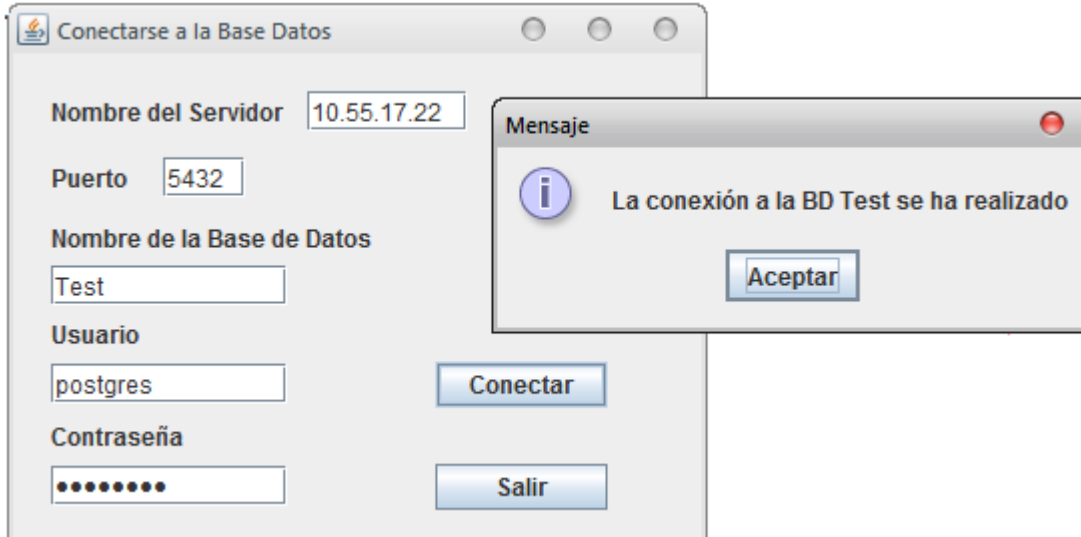 Conectarse a la Base Datos
Nombre del Servidor 10.55.17.22
Puerto 5432
Nombre de la Base de Datos
Test
Usuario
postgres
Conectar
Contraseña
••••••••
Salir
Mensaje
La conexión a la BD Test se ha realizado
Aceptar